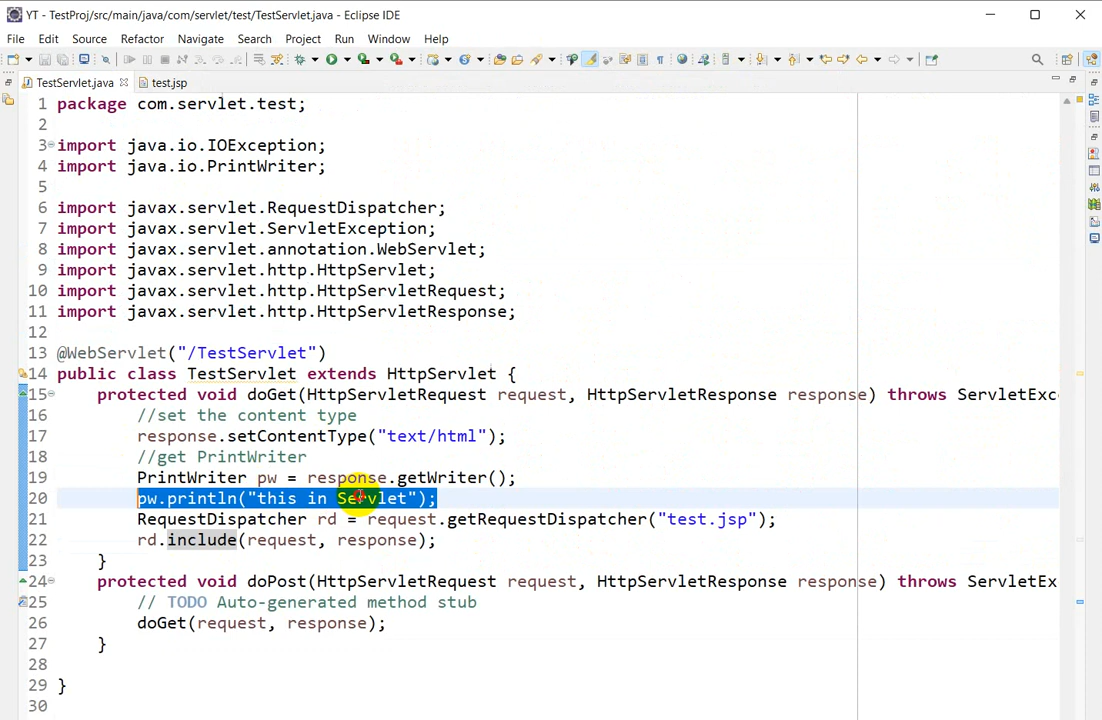 YT - TestProj/src/main/java/com/servlet/test/TestServlet.java - Eclipse IDE
File Edit Source Refactor Navigate Search Project Run Window Help
TestServlet.java test.jsp
1 package com.servlet.test;
2
3 import java.io.IOException;
4 import java.io.PrintWriter;
5
6 import javax.servlet.RequestDispatcher;
7 import javax.servlet.ServletException;
8 import javax.servlet.annotation.WebServlet;
9 import javax.servlet.http.HttpServlet;
10 import javax.servlet.http.HttpServletRequest;
11 import javax.servlet.http.HttpServletResponse;
12
13 @WebServlet("/TestServlet")
14 public class TestServlet extends HttpServlet {
15 protected void doGet(HttpServletRequest request, HttpServletResponse response) throws ServletExc
16 //set the content type
17 response.setContentType("text/html");
18 //get PrintWriter
19 PrintWriter pw = response.getWriter();
20 pw.println("this in Servlet");
21 RequestDispatcher rd = request.getRequestDispatcher("test.jsp");
22 rd.include(request, response);
23 }
24 protected void doPost(HttpServletRequest request, HttpServletResponse response) throws ServletEx
25 // TODO Auto-generated method stub
26 doGet(request, response);
27 }
28
29 }
30